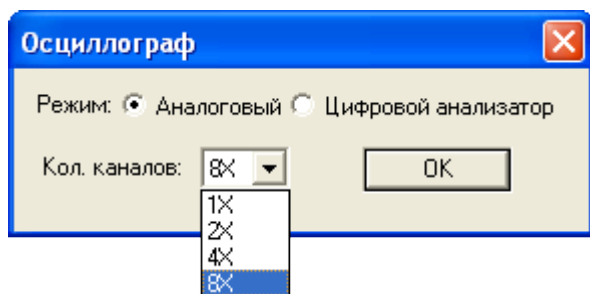 Осциллограф
Режим: Аналоговый Цифровой анализатор
Кол. каналов: 8X OK
1X
2X
4X
8X